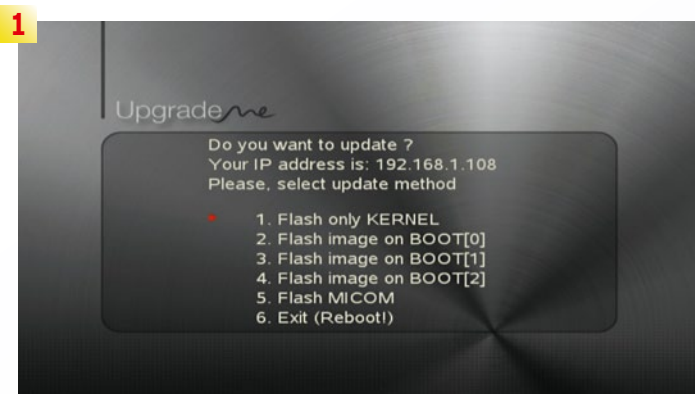 1
Upgrade me
Do you want to update ?
Your IP address is: 192.168.1.108
Please, select update method
1. Flash only KERNEL
2. Flash image on BOOT[0]
3. Flash image on BOOT[1]
4. Flash image on BOOT[2]
5. Flash MICOM
6. Exit (Reboot!)